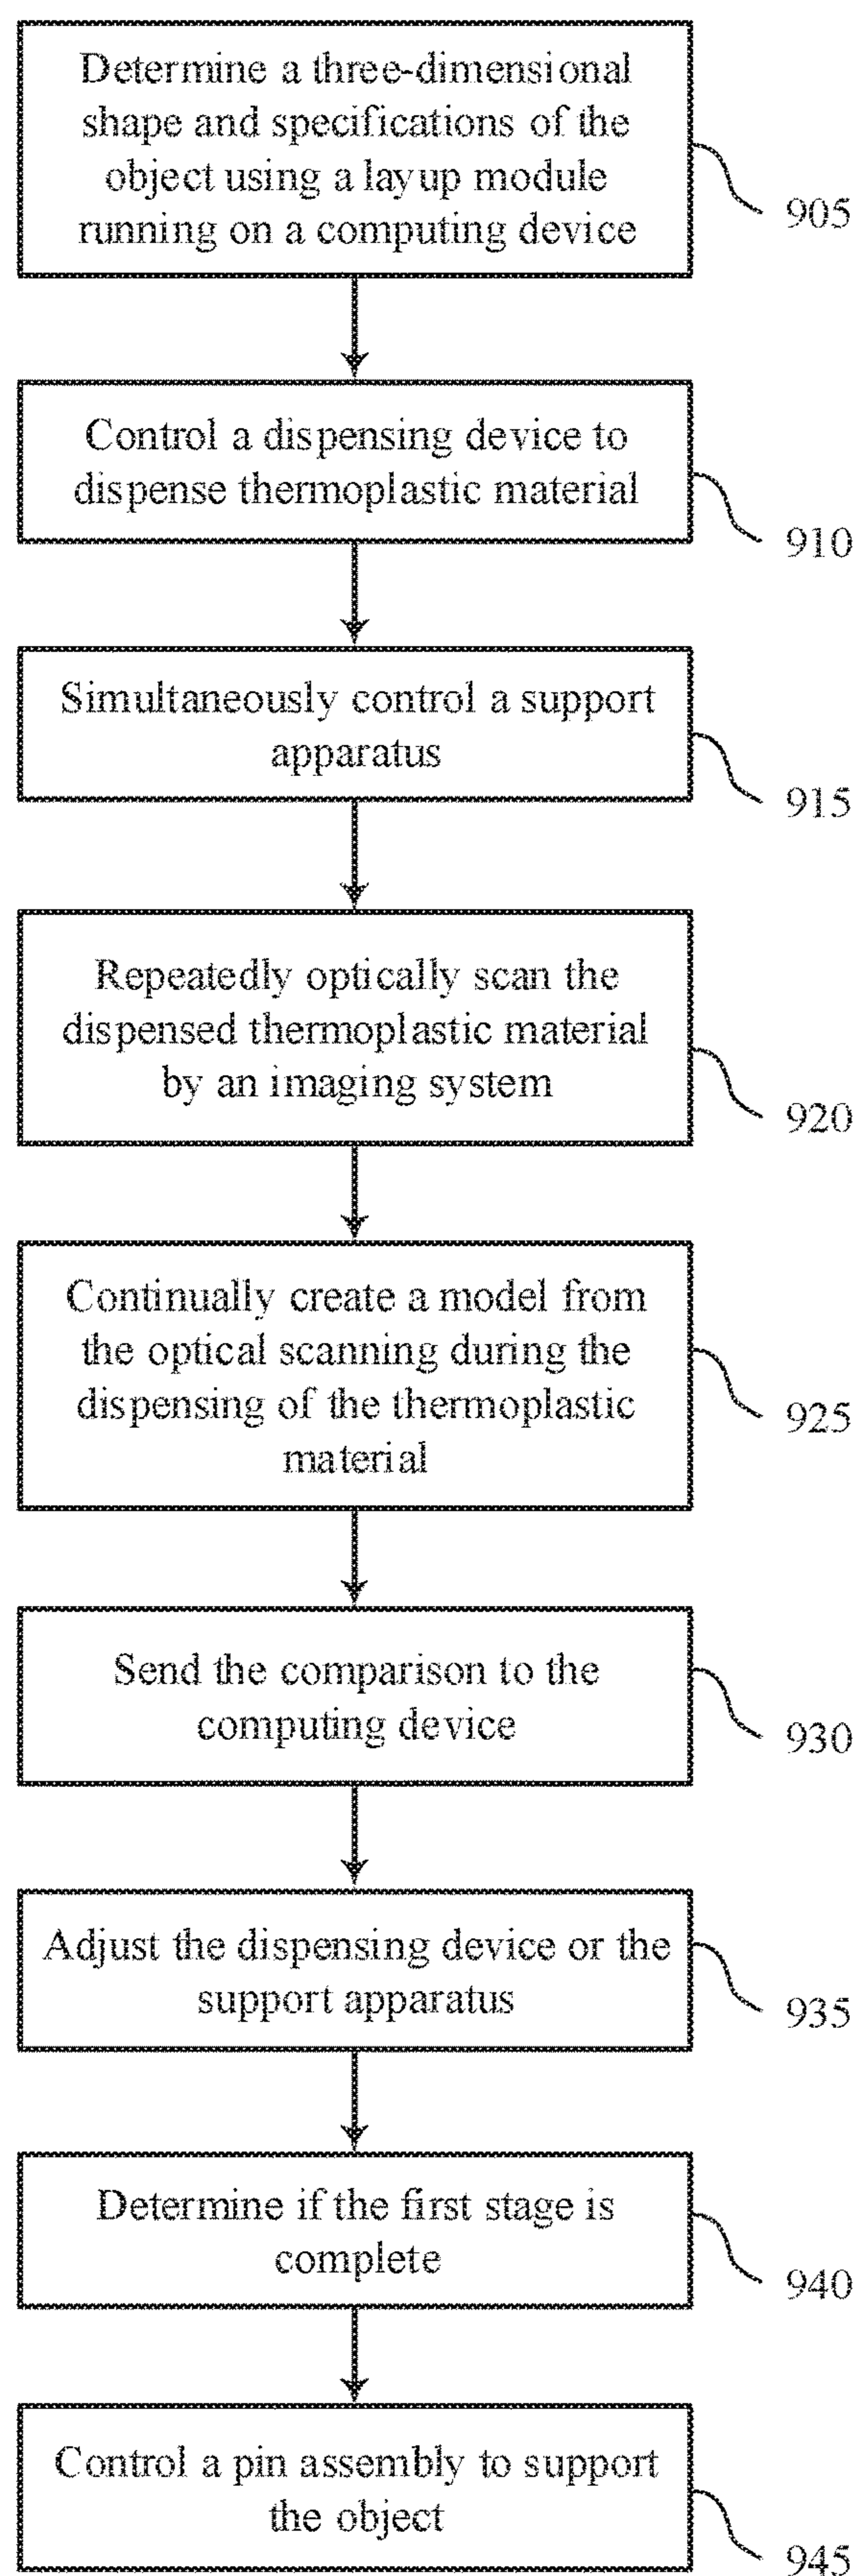 Determine a three-dimensional
shape and specifications of the
object using a layup module
running on a computing device
905
Control a dispensing device to
dispense thermoplastic material
910
Simultaneously control a support
apparatus
915
Repeatedly optically scan the
dispensed thermoplastic material
by an imaging system
920
Continually create a model from
the optical scanning during the
dispensing of the thermoplastic
material
925
Send the comparison to the
computing device
930
Adjust the dispensing device or the
support apparatus
935
Determine if the first stage is
complete
940
Control a pin assembly to support
the object
945